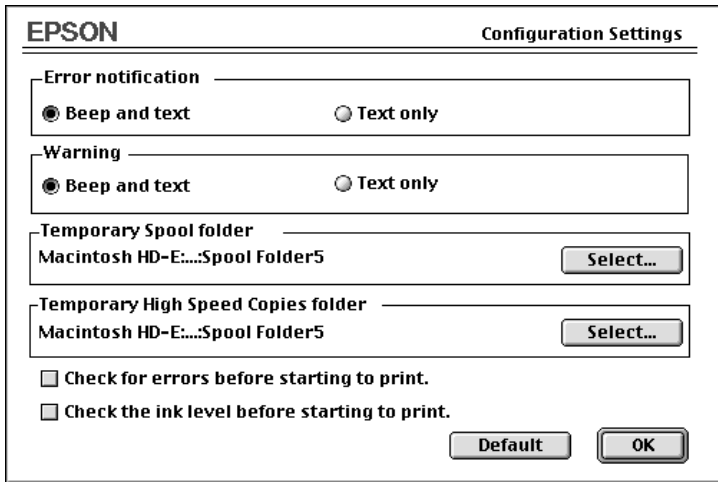 EPSON
Configuration Settings
Error notification
Beep and text
Text only
Warning
Beep and text
Text only
Temporary Spool folder
Macintosh HD-E:...:Spool Folder5
Select...
Temporary High Speed Copies folder
Macintosh HD-E:...:Spool Folder5
Select...
Check for errors before starting to print.
Check the ink level before starting to print.
Default
OK